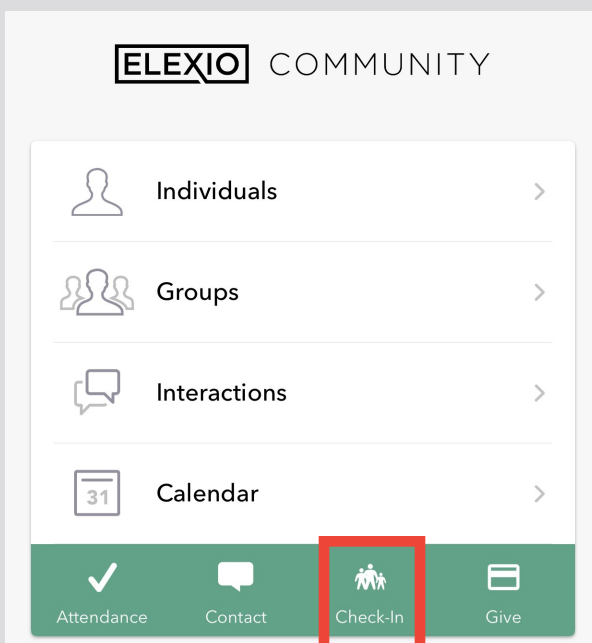 ELEXIO COMMUNITY
Individuals
Groups
Interactions
31 Calendar
Attendance Contact Check-In Give